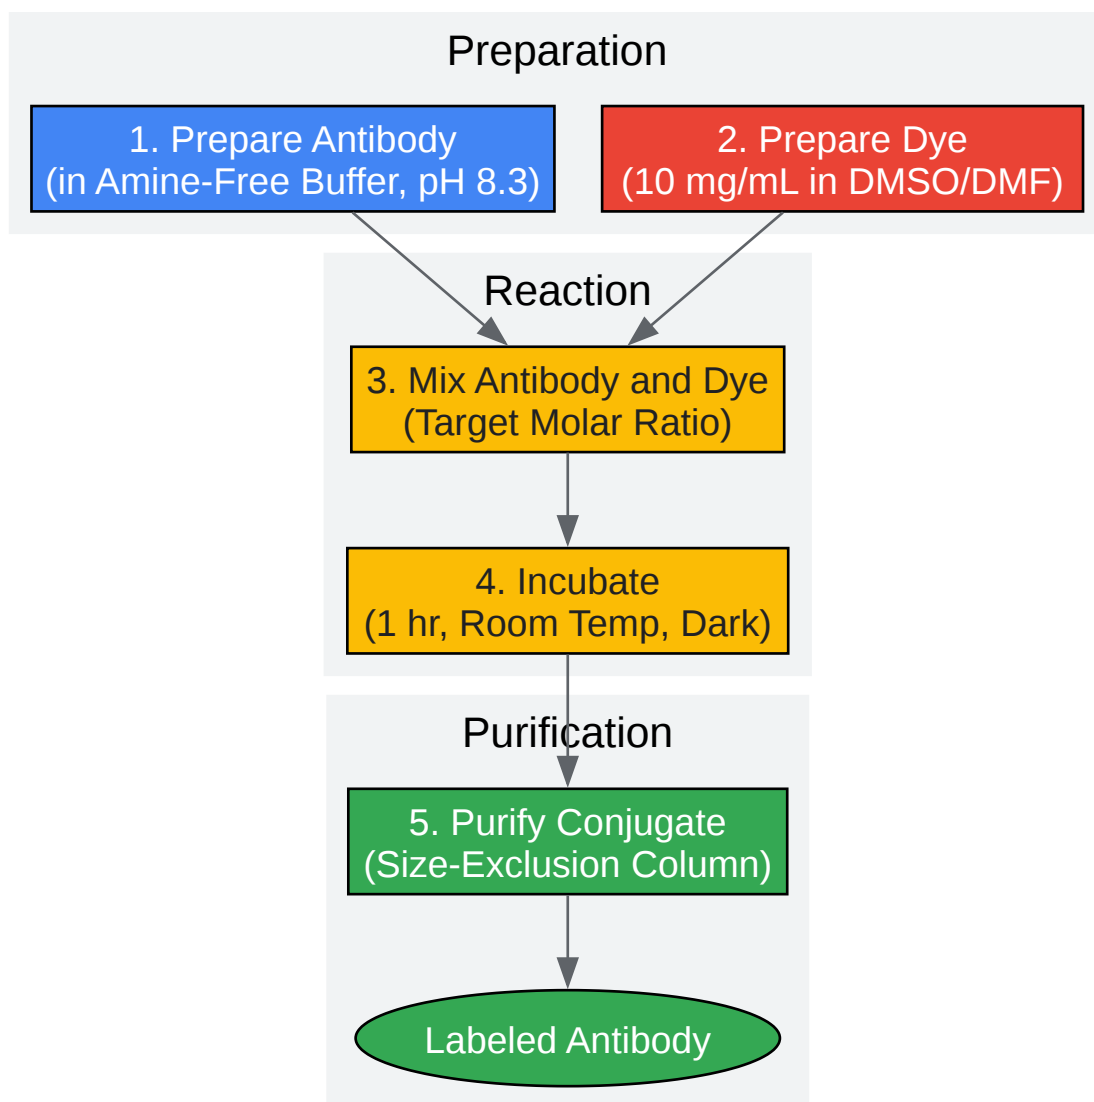 Preparation
1. Prepare Antibody
(in Amine-Free Buffer, pH 8.3)
2. Prepare Dye
(10 mg/mL in DMSO/DMF)
Reaction
3. Mix Antibody and Dye
(Target Molar Ratio)
4. Incubate
(1 hr, Room Temp, Dark)
Purification
5. Purify Conjugate
(Size-Exclusion Column)
Labeled Antibody